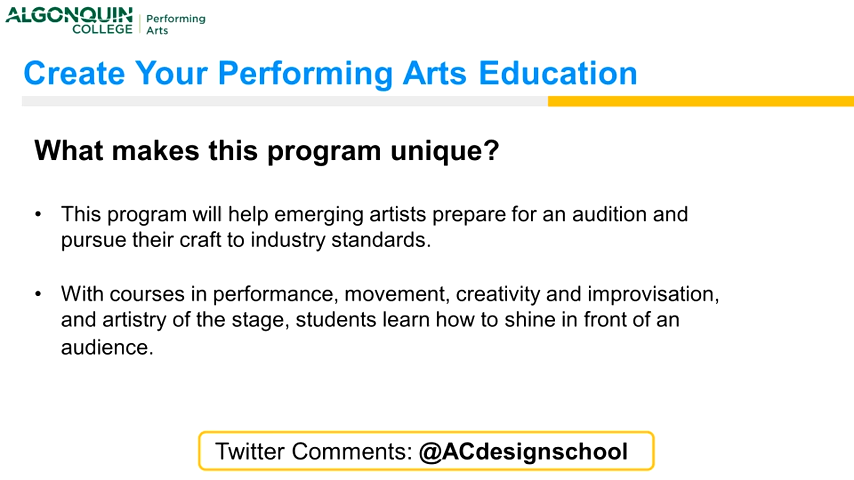 ALGONQUIN
COLLEGE
Performing
Arts
Create Your Performing Arts Education
What makes this program unique?
• This program will help emerging artists prepare for an audition and
pursue their craft to industry standards.
• With courses in performance, movement, creativity and improvisation,
and artistry of the stage, students learn how to shine in front of an
audience.
Twitter Comments: @ACdesignschool